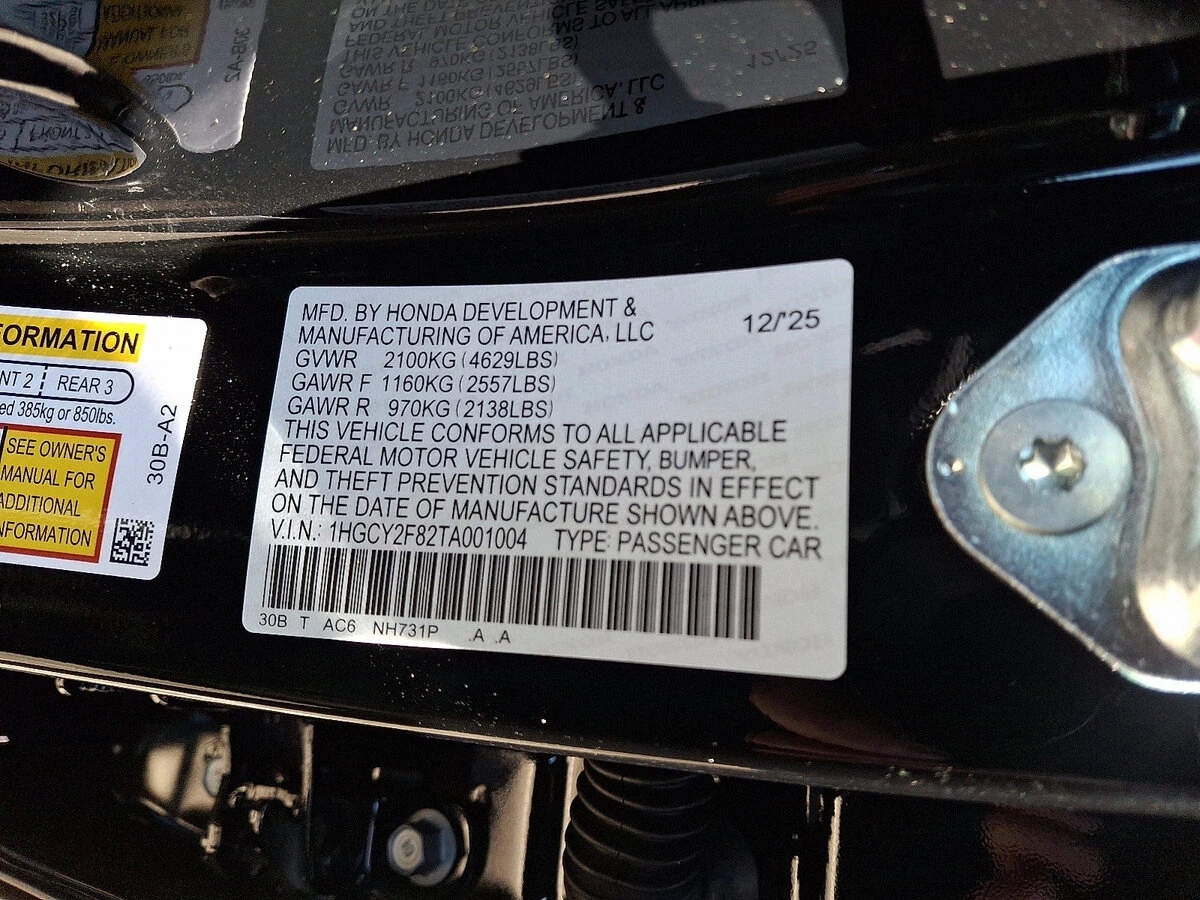 MFD. BY HONDA DEVELOPMENT &
MANUFACTURING OF AMERICA, LLC
12/'25
GVWR 2100KG (4629LBS)
GAWR F 1160KG (2557LBS)
GAWR R 970KG (2138LBS)
THIS VEHICLE CONFORMS TO ALL APPLICABLE
FEDERAL MOTOR VEHICLE SAFETY, BUMPER,
AND THEFT PREVENTION STANDARDS IN EFFECT
ON THE DATE OF MANUFACTURE SHOWN ABOVE.
V.I.N.: 1HGCY2F82TA001004 TYPE: PASSENGER CAR
30B T AC6 NH731P .A .A
FORMATION
NT 2 REAR 3
ed 385kg or 850lbs.
SEE OWNER'S
MANUAL FOR
ADDITIONAL
INFORMATION
30B-A2